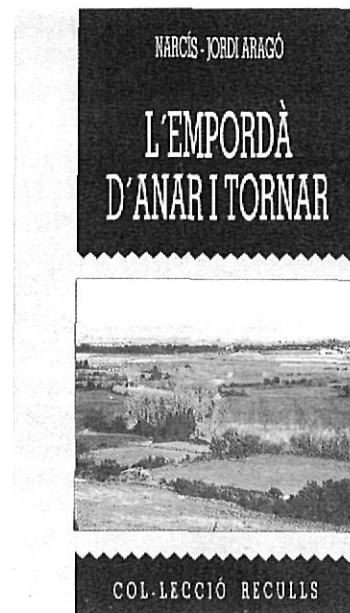 NARCÍS-JORDI ARAGÓ
L'EMPORDÀ
D'ANAR I TORNAR
COL·LECCIÓ RECULLS